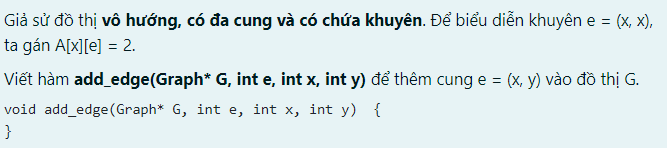 Giả sử đồ thị vô hướng, có đa cung và có chứa khuyên. Để biểu diễn khuyên e = (x, x),
ta gán A[x][e] = 2.
Viết hàm add_edge(Graph* G, int e, int x, int y) để thêm cung e = (x, y) vào đồ thị G.
void add_edge(Graph* G, int e, int x, int y)  {
}